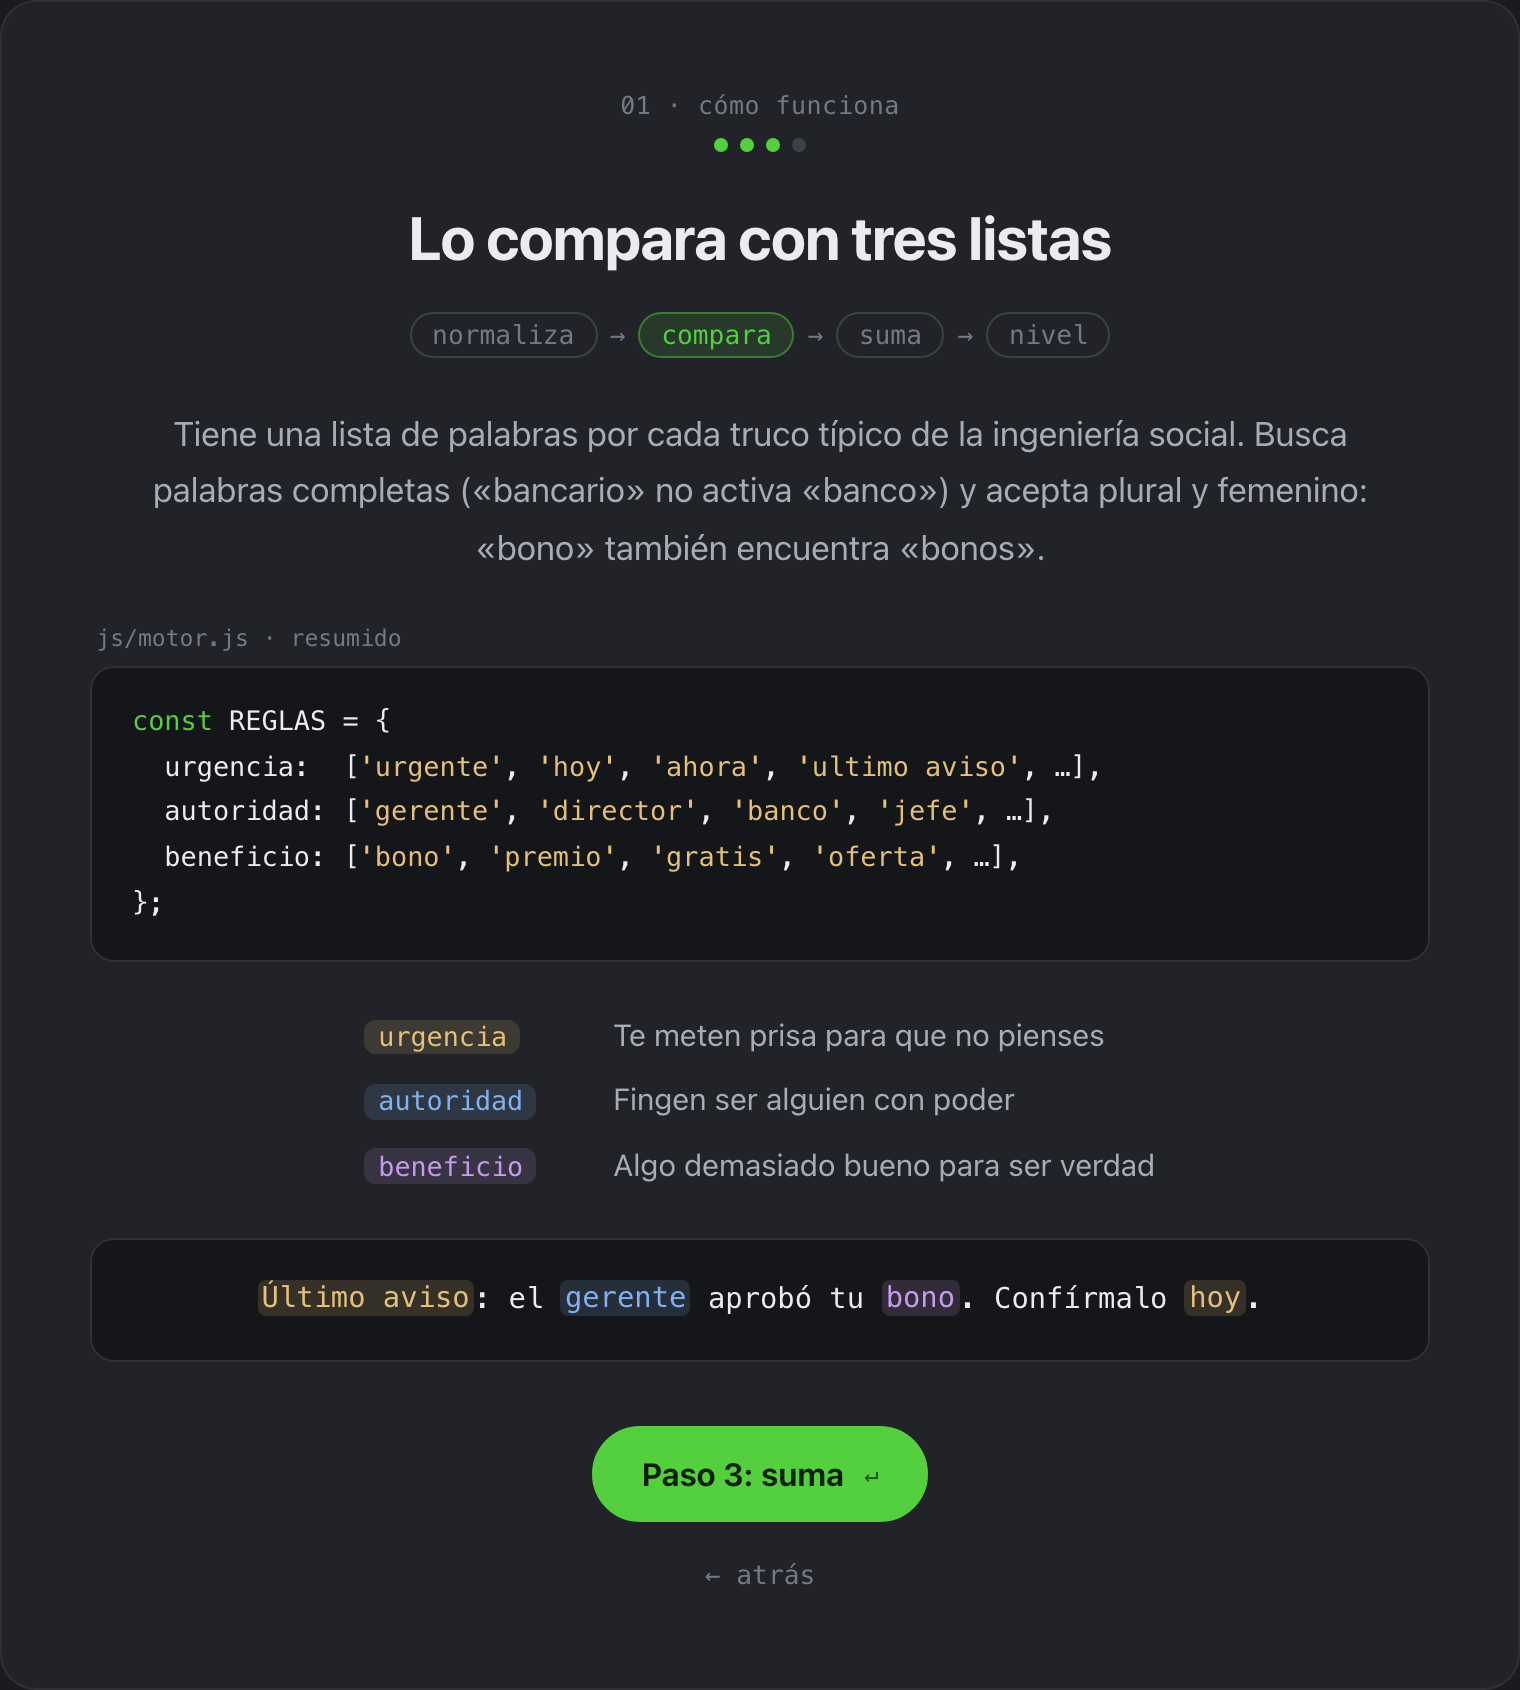 01 · cómo funciona
Lo compara con tres listas
normaliza → compara → suma → nivel
Tiene una lista de palabras por cada truco típico de la ingeniería social. Busca
palabras completas («bancario» no activa «banco») y acepta plural y femenino:
«bono» también encuentra «bonos».
js/motor.js · resumido
const REGLAS = {
  urgencia:  ['urgente', 'hoy', 'ahora', 'ultimo aviso', …],
  autoridad: ['gerente', 'director', 'banco', 'jefe', …],
  beneficio: ['bono', 'premio', 'gratis', 'oferta', …],
};
urgencia Te meten prisa para que no pienses
autoridad Fingen ser alguien con poder
beneficio Algo demasiado bueno para ser verdad
Último aviso: el gerente aprobó tu bono. Confírmalo hoy.
Paso 3: suma ↵
← atrás